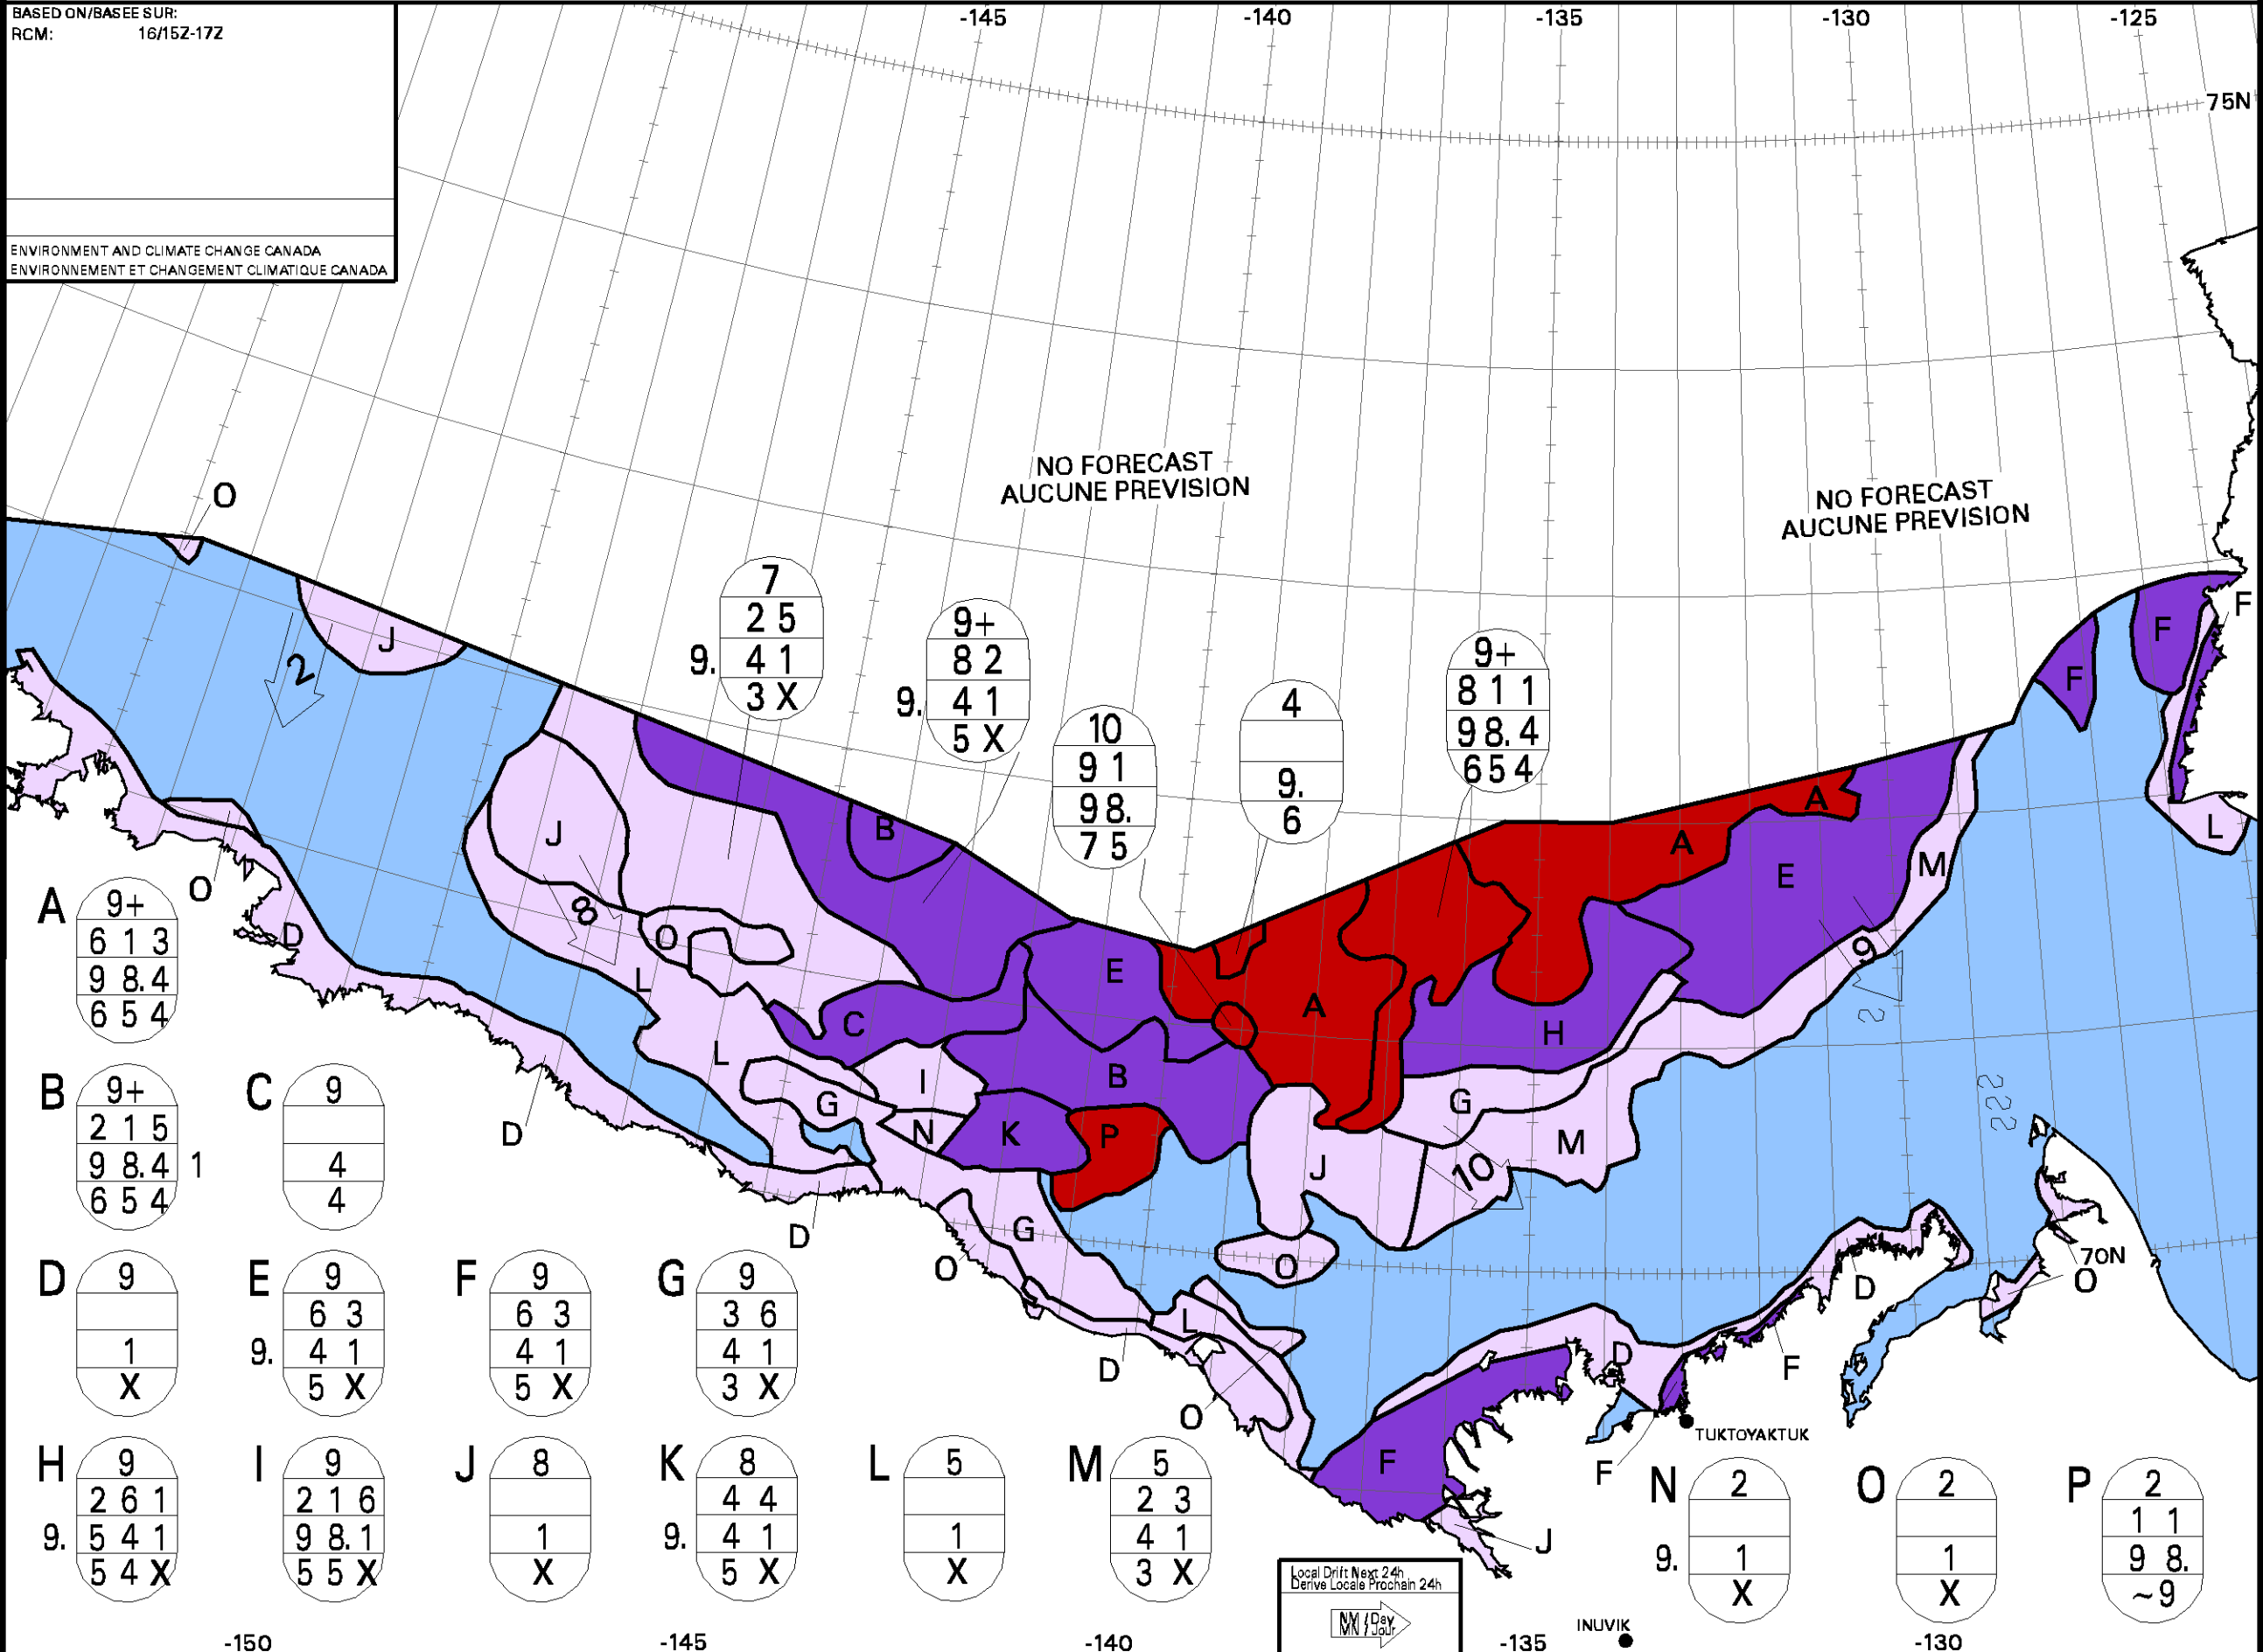 BASED ON/BASEE SUR:
RCM: 16/15Z-17Z
ENVIRONMENT AND CLIMATE CHANGE CANADA
ENVIRONNEMENT ET CHANGEMENT CLIMATIQUE CANADA
-145 -140 -135 -130 -125
75N
NO FORECAST
AUCUNE PREVISION
NO FORECAST
AUCUNE PREVISION
O
J
2
7
2 5
9. 4 1
3 X
9+
8 2
9. 4 1
5 X
10
9 1
9 8.
7 5
4
9.
6
9+
8 1 1
9 8. 4
6 5 4
F
F
F
L
B
A
A
E
M
J
8
O
L
E
A
9
C
H
L
I
B
G
G
N
K
P
J
M
10
O
D
D
D
O
G
O
L
D
O
O
D
70N
O
D
F
F
F
J
TUKTOYAKTUK
INUVIK
A
9+
6 1 3
9 8. 4
6 5 4
B
9+
2 1 5
9 8. 4 1
6 5 4
C
9
4
4
D
9
1
X
E
9
6 3
9. 4 1
5 X
F
9
6 3
4 1
5 X
G
9
3 6
4 1
3 X
H
9
2 6 1
9. 5 4 1
5 4 X
I
9
2 1 6
9 8. 1
5 5 X
J
8
1
X
K
8
4 4
9. 4 1
5 X
L
5
1
X
M
5
2 3
4 1
3 X
N
2
9. 1
X
O
2
1
X
P
2
1 1
9 8.
~9
Local Drift Next 24h
Derive Locale Prochain 24h
NM / Day
MN / Jour
-150 -145 -140 -135 -130